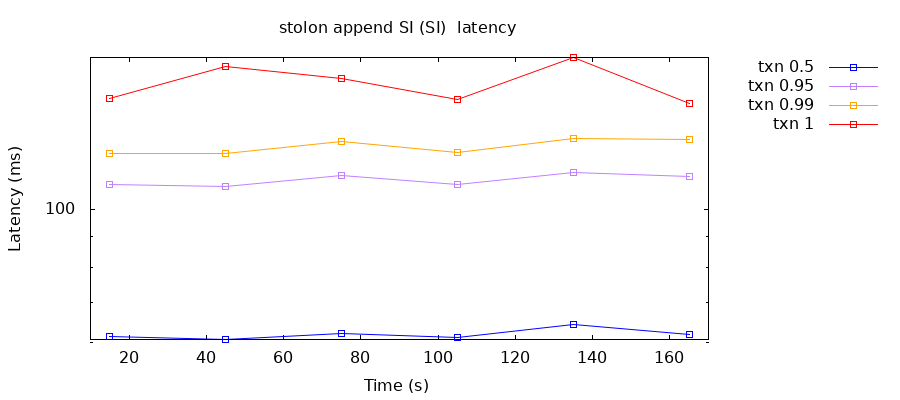 stolon append SI (SI)  latency
txn 0.5
txn 0.95
txn 0.99
txn 1
Latency (ms)
100
20 40 60 80 100 120 140 160
Time (s)